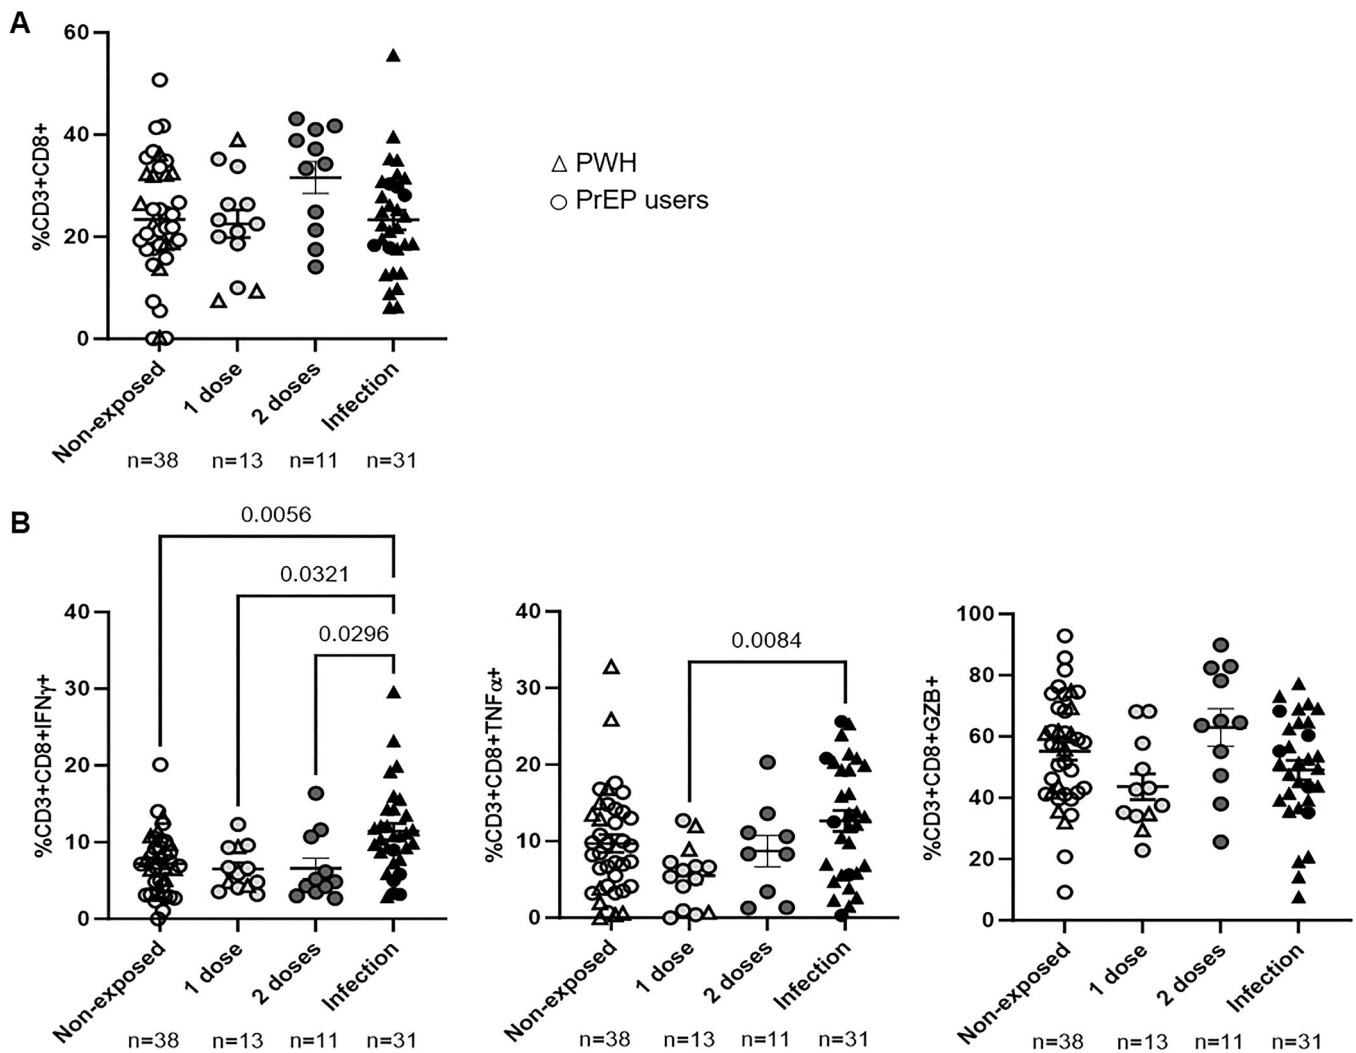 A
%CD3+CD8+
60
40
20
0
Non-exposed
1 dose
2 doses
Infection
n=38
n=13
n=11
n=31
PWH
PrEP users
B
0.0056
0.0321
0.0296
%CD3+CD8+IFNγ+
40
30
20
10
0
Non-exposed
1 dose
2 doses
Infection
n=38
n=13
n=11
n=31
0.0084
%CD3+CD8+TNFα+
40
30
20
10
0
Non-exposed
1 dose
2 doses
Infection
n=38
n=13
n=11
n=31
%CD3+CD8+GZB+
100
80
60
40
20
0
Non-exposed
1 dose
2 doses
Infection
n=38
n=13
n=11
n=31